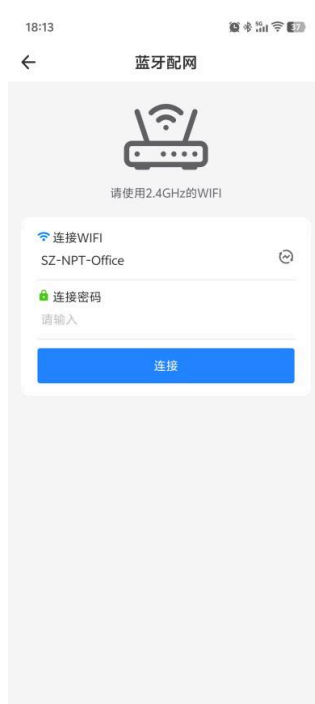 18:13
5G
37
蓝牙配网
请使用2.4GHz的WIFI
连接WIFI
SZ-NPT-Office
连接密码
请输入
连接